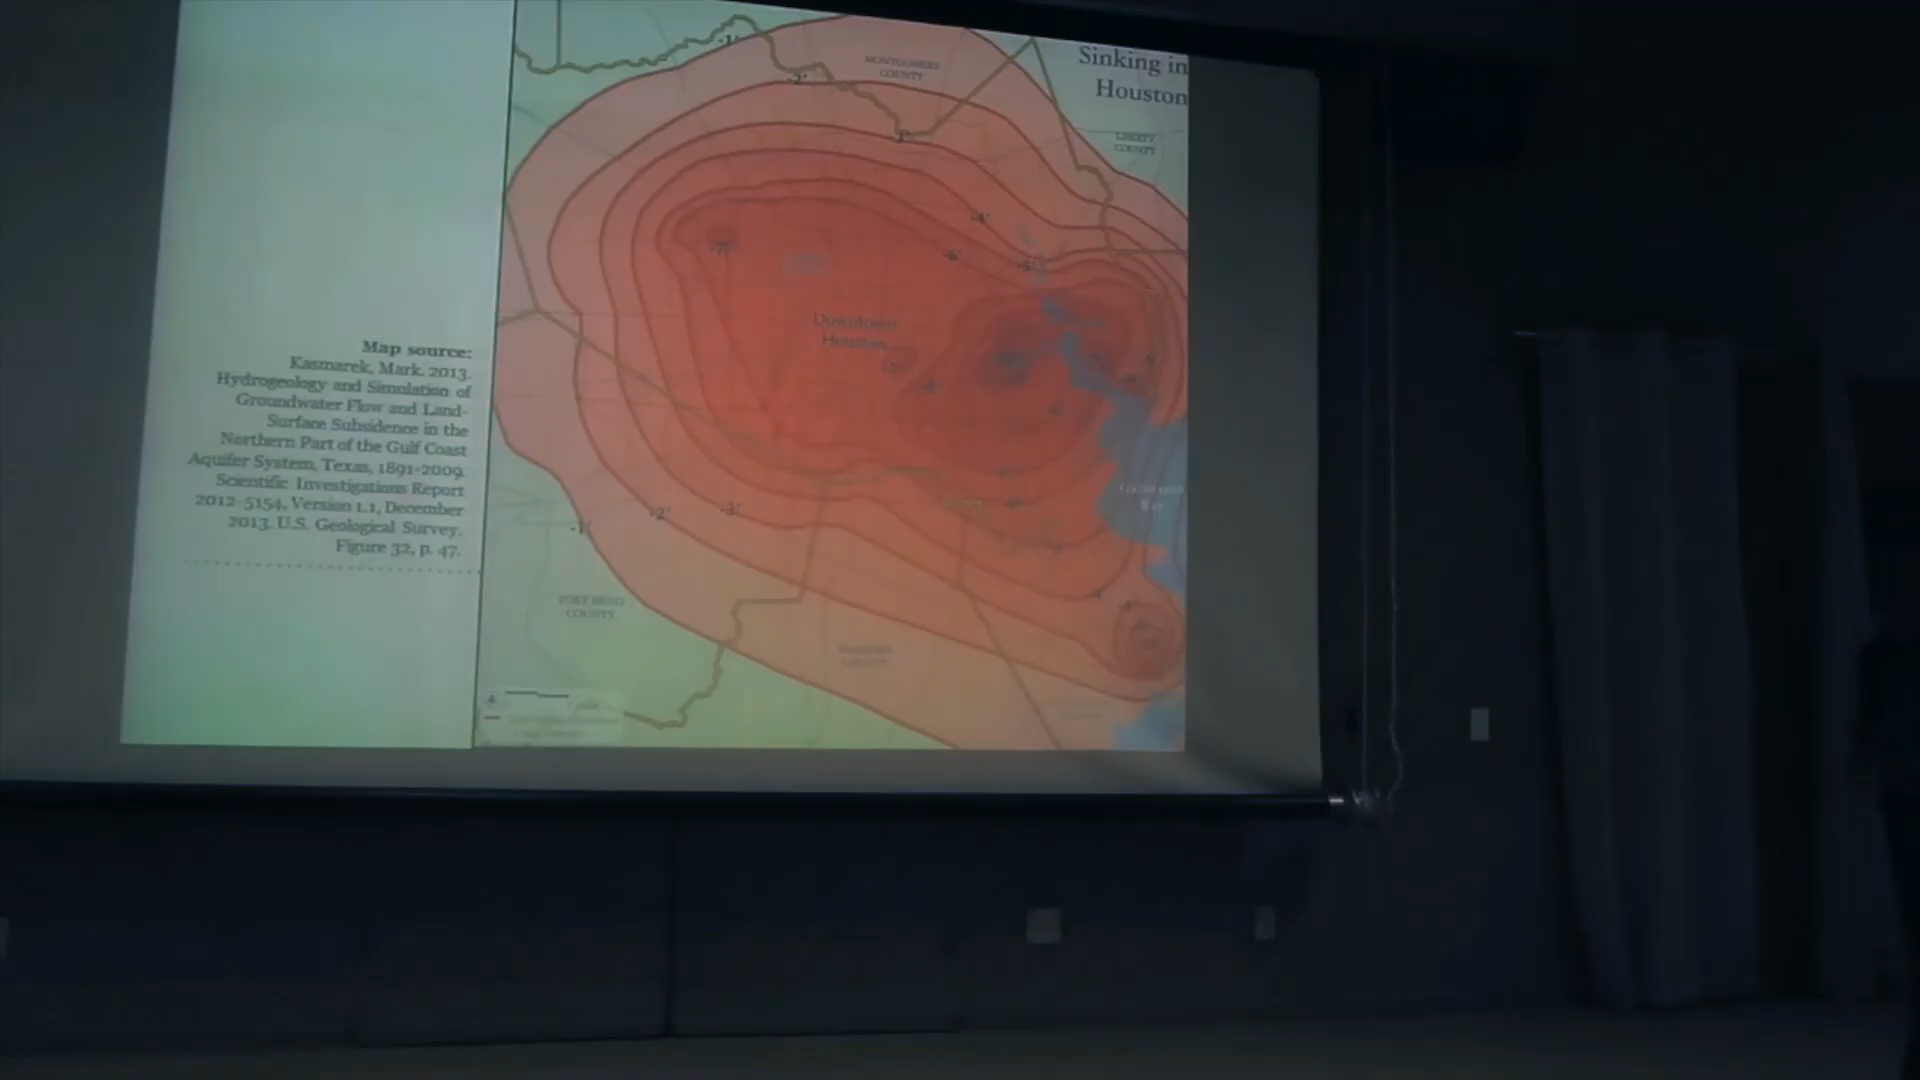 Sinking in
Houston
-1'
MONTGOMERY
COUNTY
-2'
LIBERTY
COUNTY
-4'
-6'
-5'
Downtown
Houston
Map source:
Kasmarek, Mark. 2013.
Hydrogeology and Simulation of
Groundwater Flow and Land-
Surface Subsidence in the
Northern Part of the Gulf Coast
Aquifer System, Texas, 1891-2009.
Scientific Investigations Report
2012-5154, Version 1.1, December
2013. U.S. Geological Survey.
Figure 32, p. 47.
-1'
-2'
-3'
FORT BEND
COUNTY